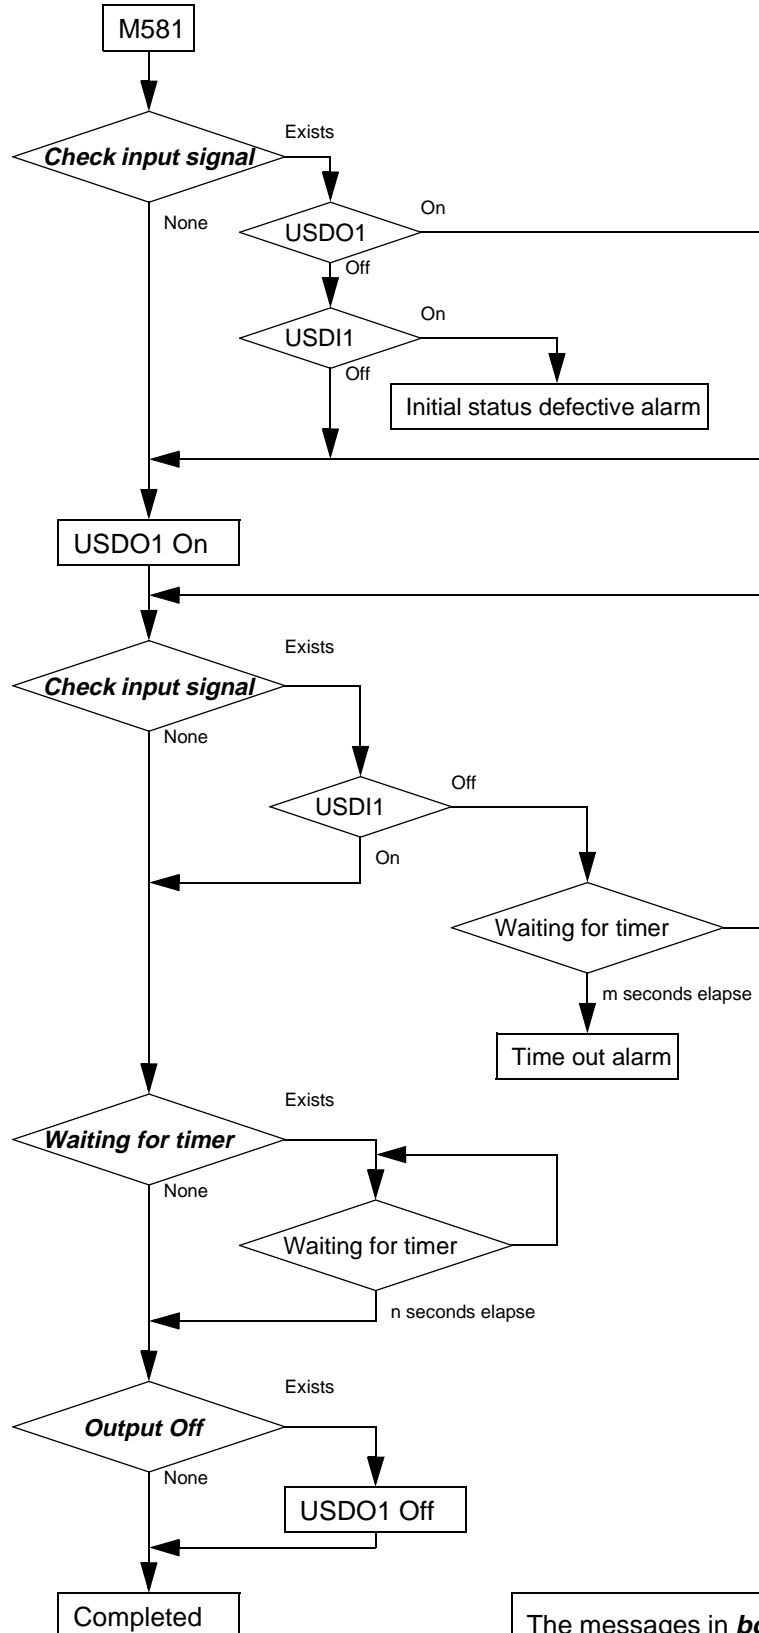 M581
Exists
Check input signal
None
On
USDO1
Off
On
USDI1
Off
Initial status defective alarm
USDO1 On
Exists
Check input signal
None
Off
USDI1
On
Waiting for timer
m seconds elapse
Time out alarm
Exists
Waiting for timer
None
Waiting for timer
n seconds elapse
Exists
Output Off
None
USDO1 Off
Completed
The messages in